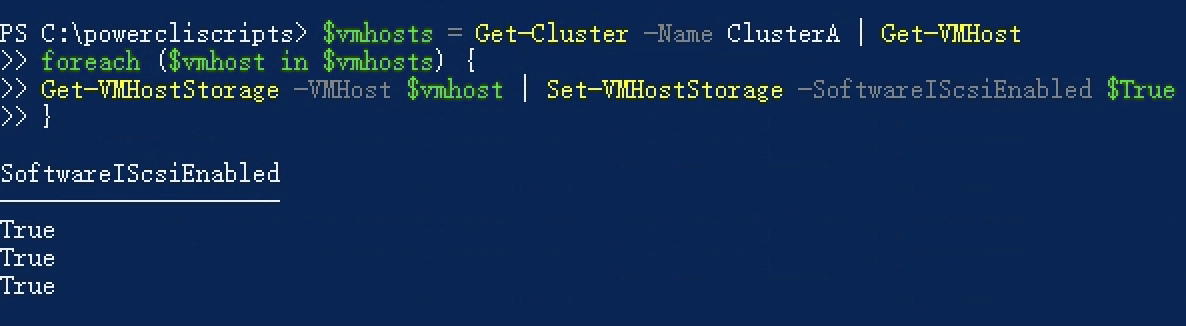 PS C:\powercliscripts> $vmhosts = Get-Cluster -Name ClusterA | Get-VMHost
>> foreach ($vmhost in $vmhosts) {
>> Get-VMHostStorage -VMHost $vmhost | Set-VMHostStorage -SoftwareIScsiEnabled $True
>> }
SoftwareIScsiEnabled
True
True
True